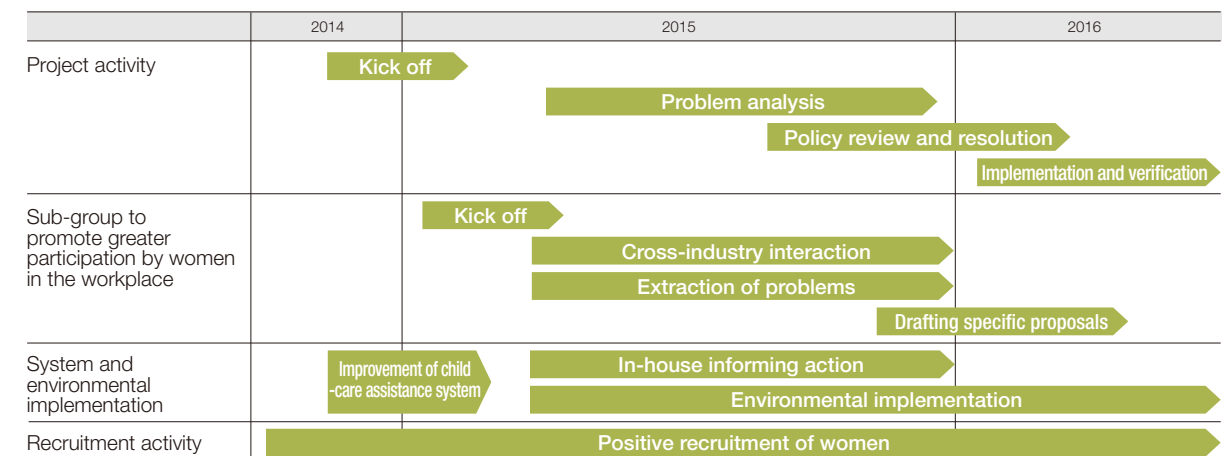 2014 2015 2016
Project activity
Kick off
Problem analysis
Policy review and resolution
Implementation and verification
Sub-group to
promote greater
participation by women
in the workplace
Kick off
Cross-industry interaction
Extraction of problems
Drafting specific proposals
System and
environmental
implementation
Improvement of child
-care assistance system
In-house informing action
Environmental implementation
Recruitment activity
Positive recruitment of women